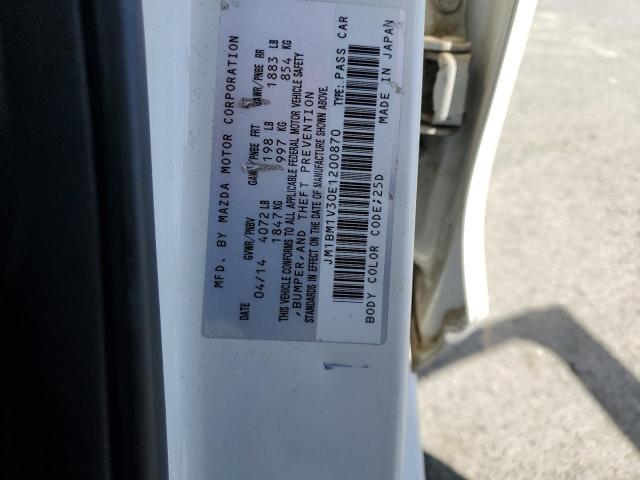 MFD. BY MAZDA MOTOR CORPORATION
DATE GVWR/PNBV GAWR/PNBE FRT GAWR/PNBE RR
04/14 4072 LB 2198 LB 1883 LB
1847 KG 997 KG 854 KG
THIS VEHICLE CONFORMS TO ALL APPLICABLE FEDERAL MOTOR VEHICLE SAFETY
,BUMPER,AND THEFT PREVENTION
STANDARDS IN EFFECT ON THE DATE OF MANUFACTURE SHOWN ABOVE.
JM1BM1V30E1200870 TYPE: PASS CAR
BODY COLOR CODE;25D MADE IN JAPAN